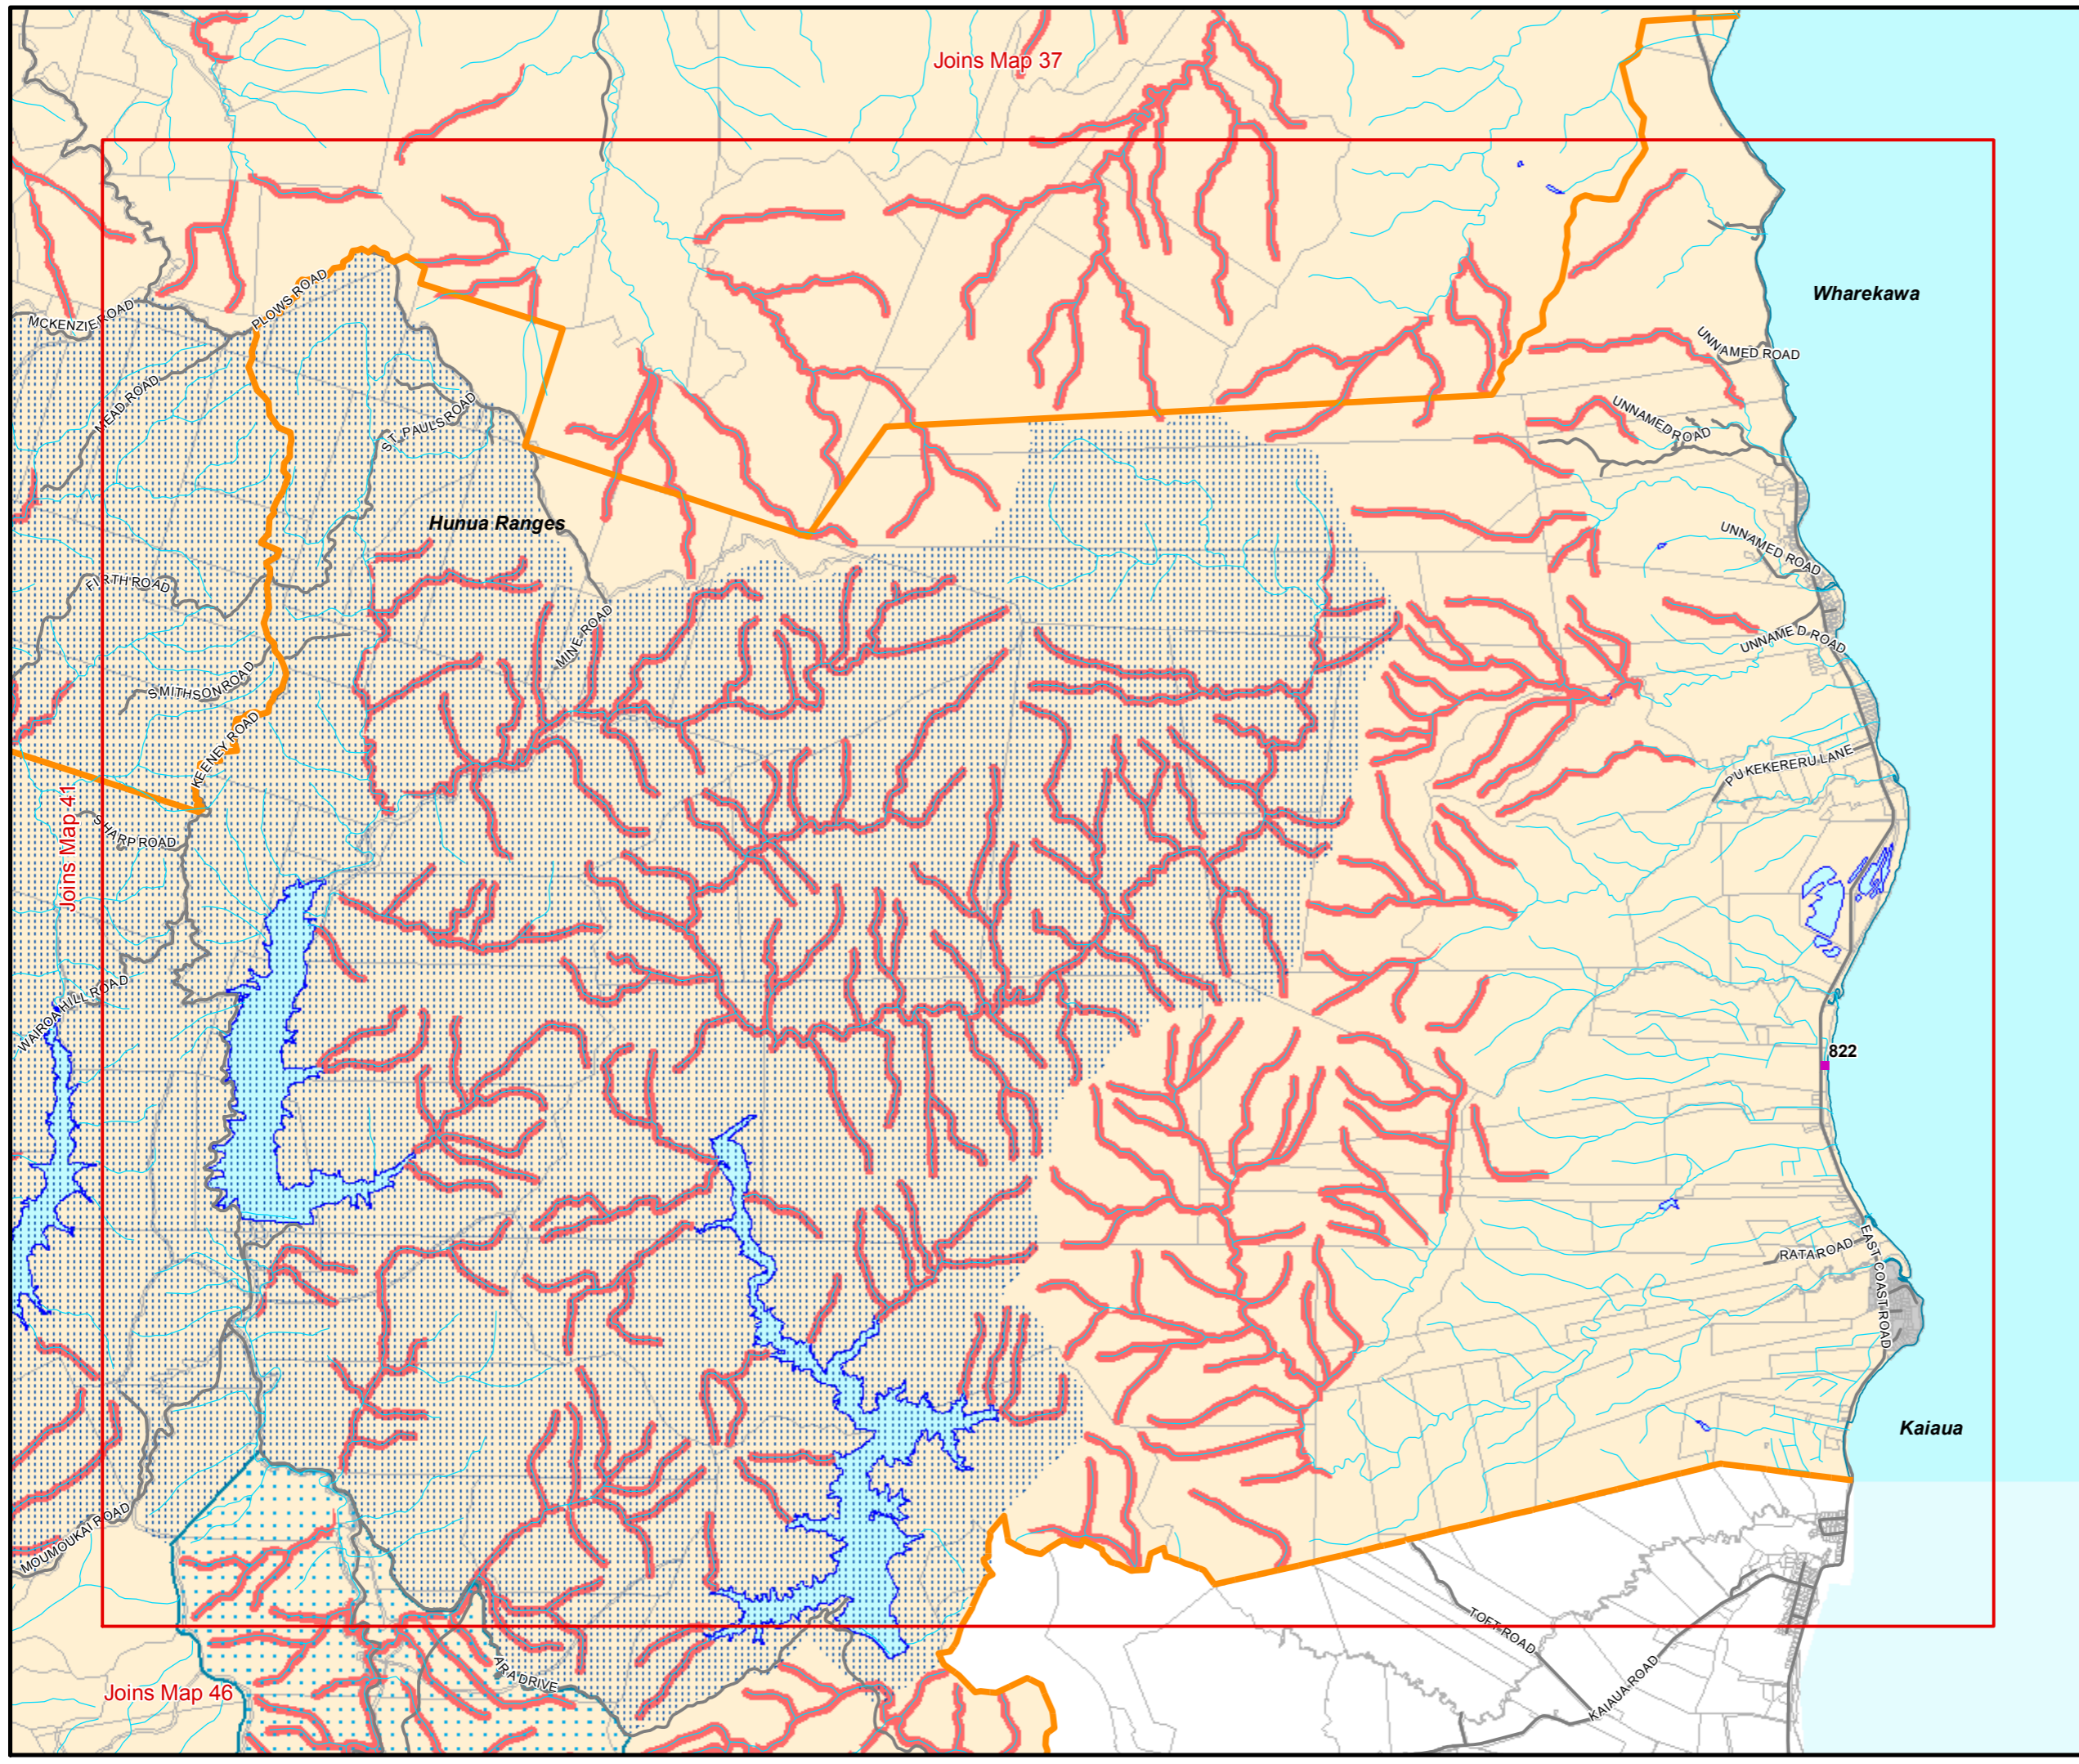 Joins Map 37
Wharekawa
PLOWS ROAD
MCKENZIE ROAD
UNNAMED ROAD
MEAD ROAD
ST. PAULS ROAD
UNNAMED ROAD
Hunua Ranges
UNNAMED ROAD
FIRTH ROAD
MINE ROAD
UNNAMED ROAD
SMITHSON ROAD
KEENEY ROAD
PUKEKERERU LANE
Joins Map 41
SHARP ROAD
WAIROA HILL ROAD
822
RATA ROAD
EAST COAST ROAD
Kaiaua
MOUMOUKAI ROAD
TOFT ROAD
ARA DRIVE
KAIAUA ROAD
Joins Map 46